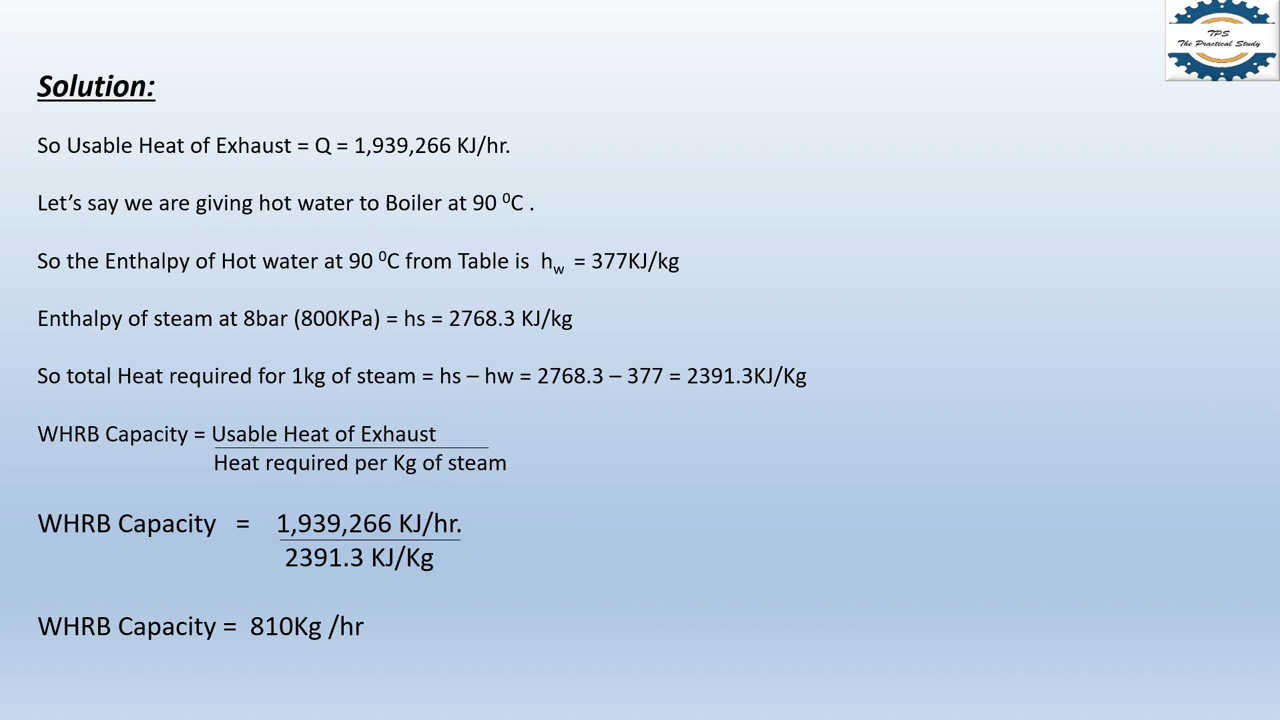 TPS
The Practical Study
Solution:
So Usable Heat of Exhaust = Q = 1,939,266 KJ/hr.
Let’s say we are giving hot water to Boiler at 90 ⁰C .
So the Enthalpy of Hot water at 90 ⁰C from Table is  h_w = 377KJ/kg
Enthalpy of steam at 8bar (800KPa) = hs = 2768.3 KJ/kg
So total Heat required for 1kg of steam = hs – hw = 2768.3 – 377 = 2391.3KJ/Kg
WHRB Capacity = Usable Heat of Exhaust
Heat required per Kg of steam
WHRB Capacity = 1,939,266 KJ/hr.
2391.3 KJ/Kg
WHRB Capacity = 810Kg /hr